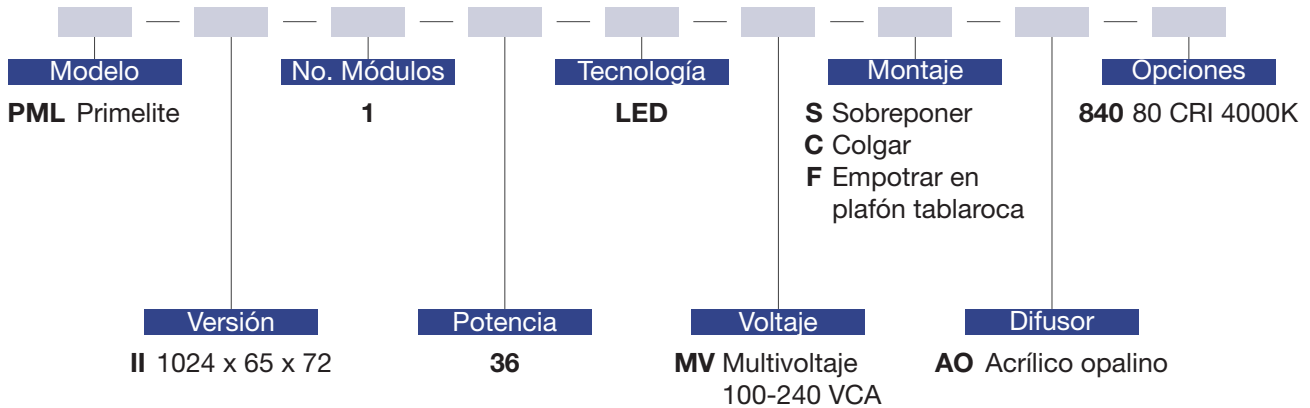 Modelo
PML Primelite
No. Módulos
1
Tecnología
LED
Montaje
S Sobreponer
C Colgar
F Empotrar en
plafón tablaroca
Opciones
840 80 CRI 4000K
Versión
II 1024 x 65 x 72
Potencia
36
Voltaje
MV Multivoltaje
100-240 VCA
Difusor
AO Acrílico opalino